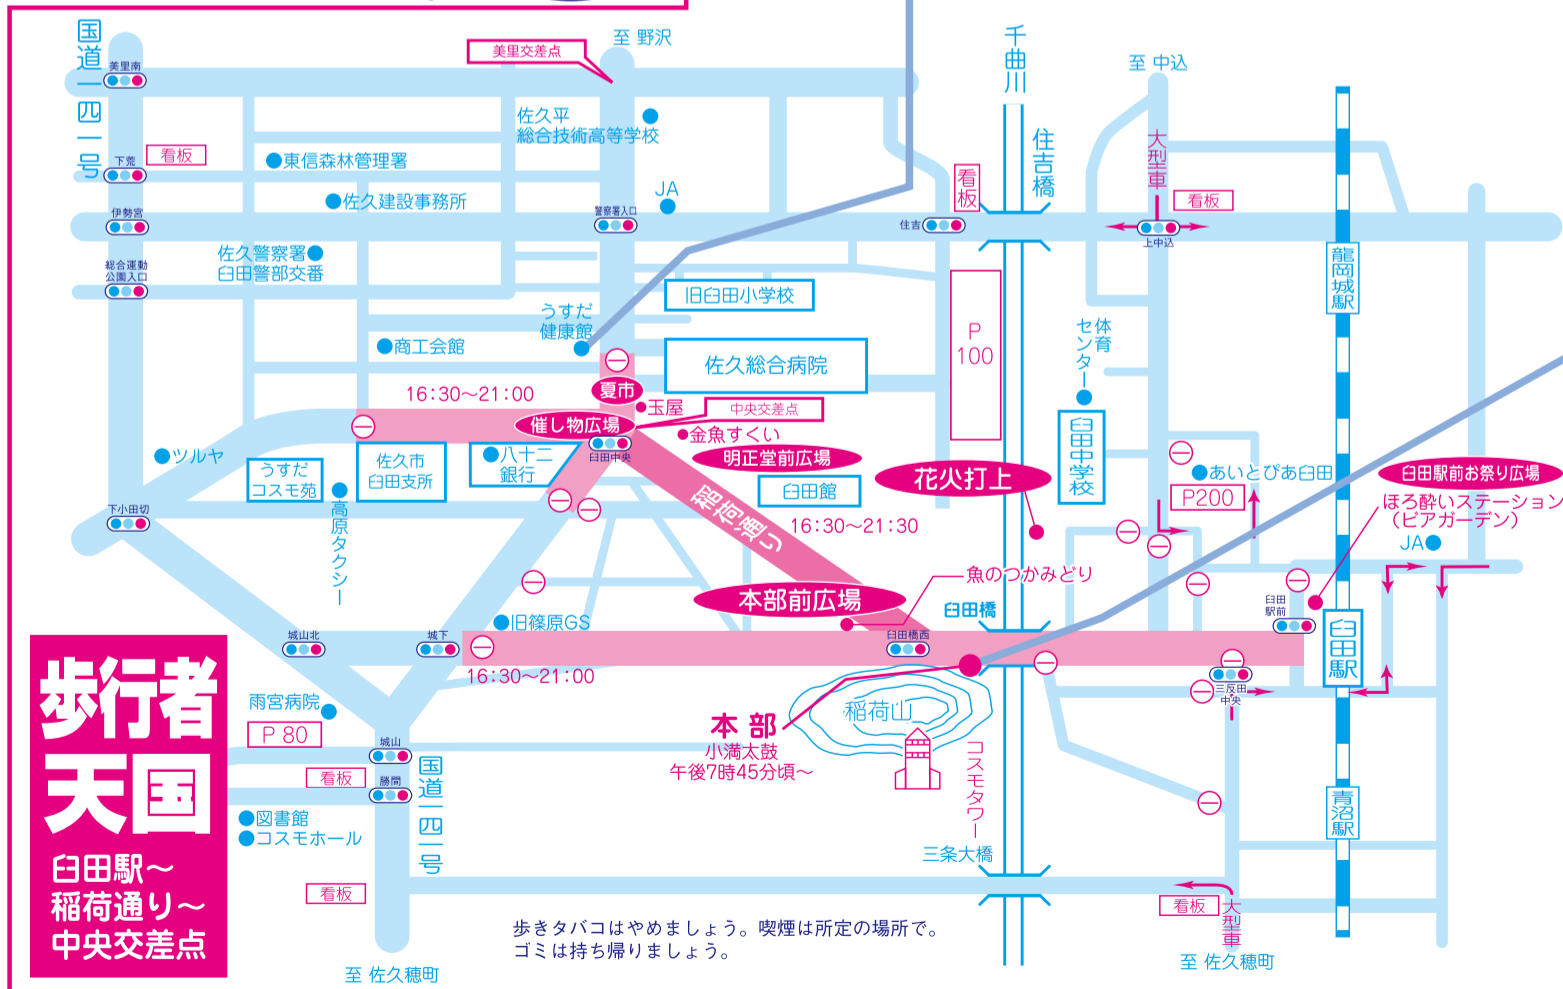 国道一四一号
美里南
美里交差点
至 野沢
千曲川
至 中込
佐久平
総合技術高等学校
住吉橋
大型車
下荒
看板
東信森林管理署
佐久建設事務所
JA
看板
看板
伊勢宮
警察署入口
住吉
上中込
佐久警察署
臼田警部交番
総合運動
公園入口
龍岡城駅
旧臼田小学校
うすだ
健康館
P
100
体育
センター
商工会館
佐久総合病院
16:30～21:00
夏市
玉屋
中央交差点
催し物広場
金魚すくい
臼田中央
明正堂前広場
臼田中学校
ツルヤ
うすだ
コスモ苑
佐久市
臼田支所
八十二
銀行
臼田館
花火打上
あいとぴあ臼田
P200
臼田駅前お祭り広場
ほろ酔いステーション
（ビアガーデン）
JA
下小田切
高原タクシー
稲荷通り
16:30～21:30
魚のつかみどり
本部前広場
臼田橋
臼田
駅前
旧篠原GS
城山北
城下
臼田橋西
臼田駅
16:30～21:00
三反田
中央
雨宮病院
P 80
本部
小満太鼓
午後7時45分頃～
稲荷山
コスモタワー
城山
看板
勝間
国道一四一号
図書館
コスモホール
青沼駅
三条大橋
看板
看板
大型車
歩行者
天国
臼田駅～
稲荷通り～
中央交差点
歩きタバコはやめましょう。喫煙は所定の場所で。
ゴミは持ち帰りましょう。
至 佐久穂町
至 佐久穂町